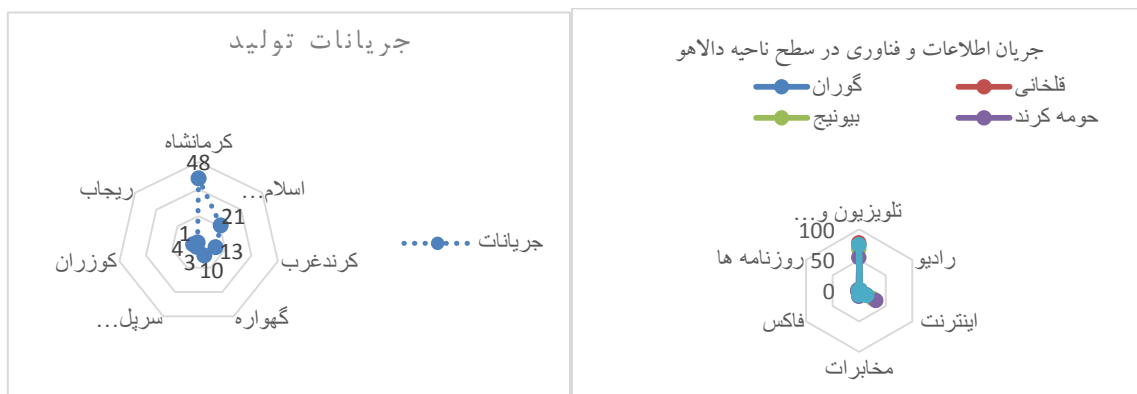 جریانات تولید
کرمانشاه
48
ریجاب
اسلام...
21
1
4
13
3
10
کوزران
کرندغرب
سرپل...
گهواره
جریانات
جریان اطلاعات و فناوری در سطح ناحیه دالاهو
گوران
قلخانی
بیونیج
حومه کرند
تلویزیون و...
100
روزنامه ها
50
رادیو
0
فاکس
اینترنت
مخابرات